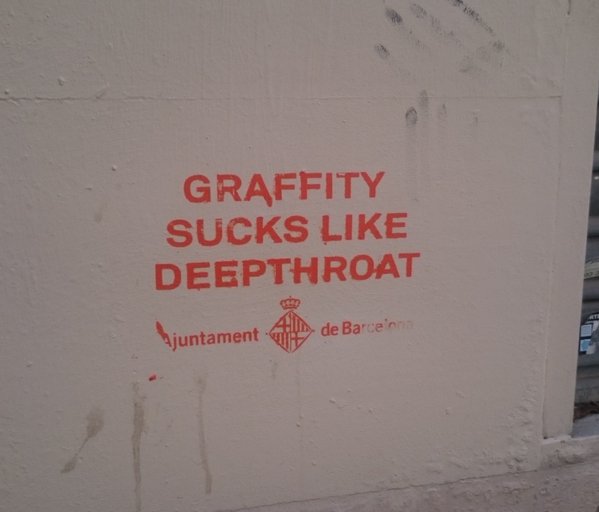 GRAFFITY
SUCKS LIKE
DEEPTHROAT
Ajuntament de Barcelona